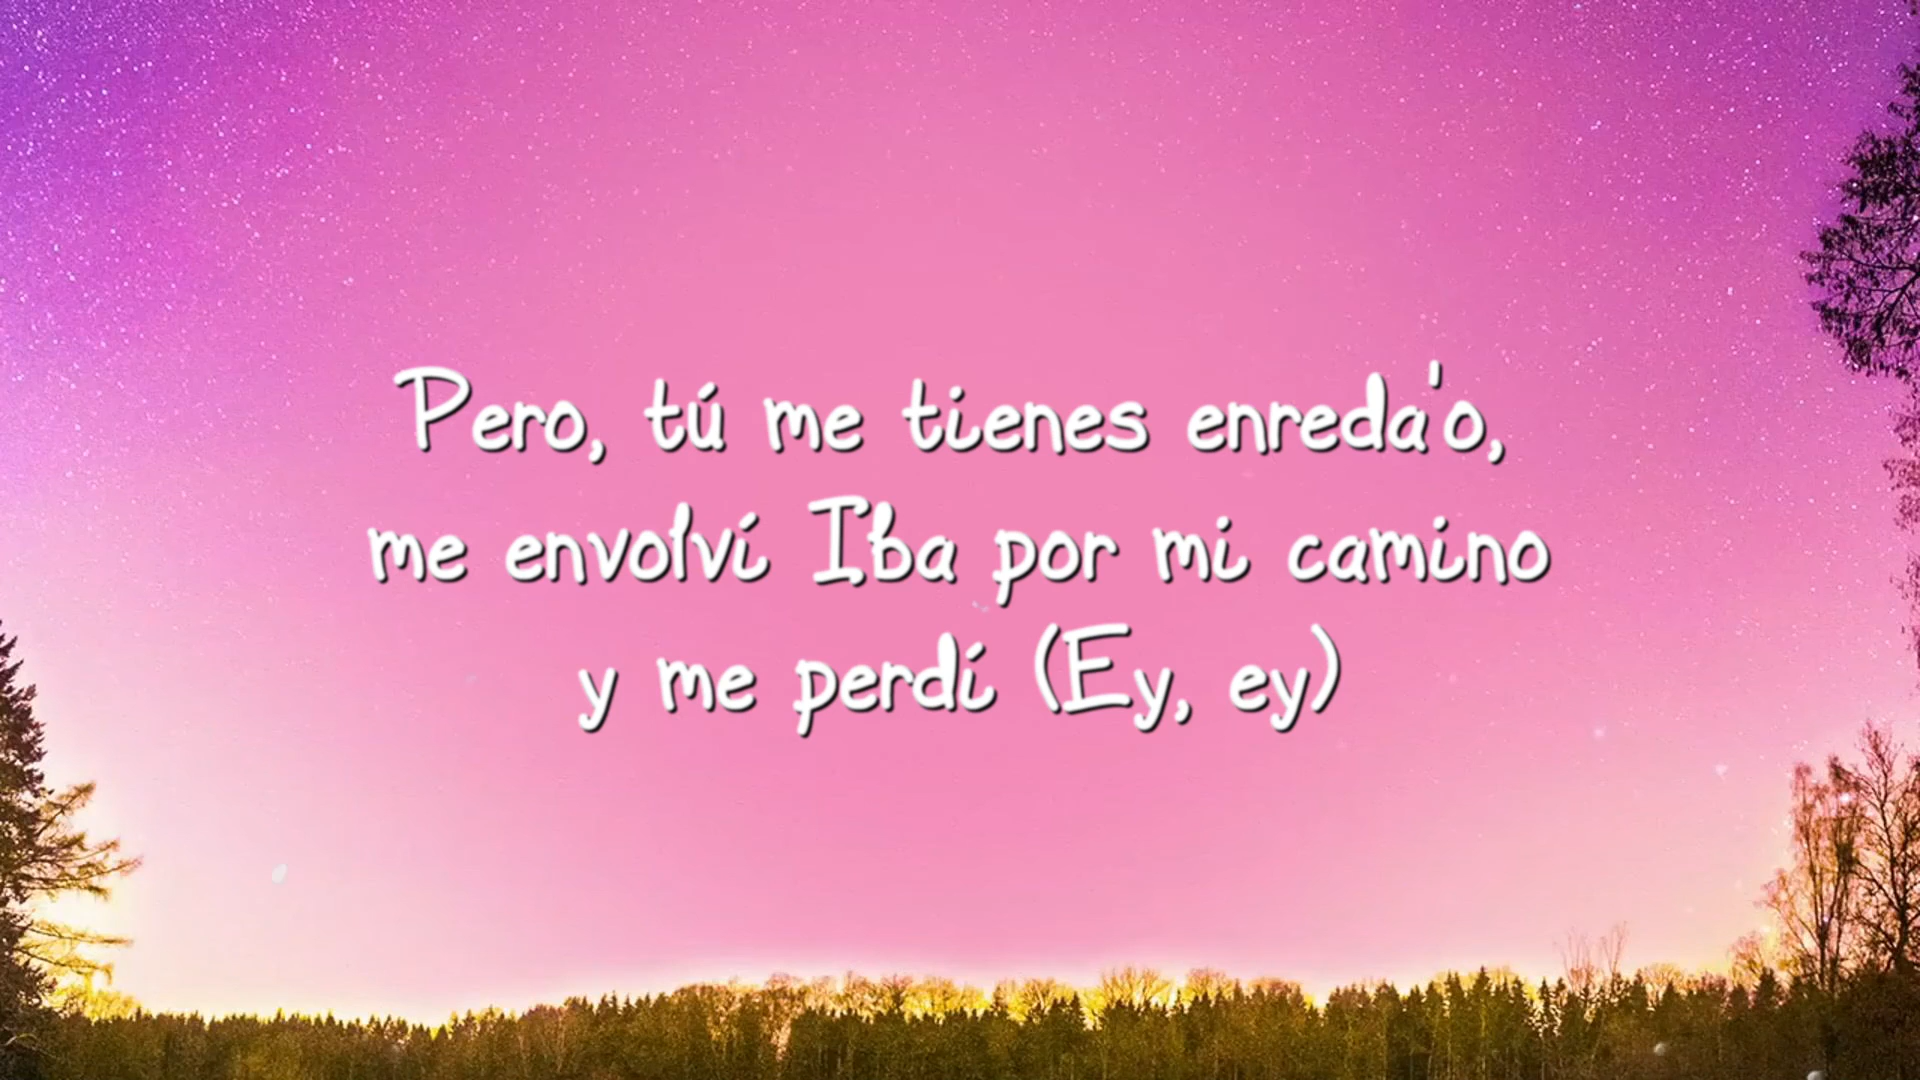 Pero, tú me tienes enreda'o,
me envolví Iba por mi camino
y me perdí (Ey, ey)